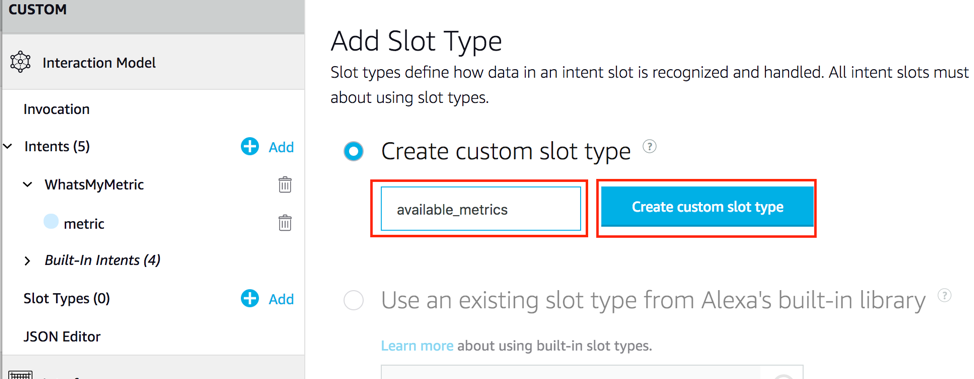 CUSTOM
Interaction Model
Invocation
Intents (5)
Add
WhatsMyMetric
metric
Built-In Intents (4)
Slot Types (0)
Add
JSON Editor
Add Slot Type
Slot types define how data in an intent slot is recognized and handled. All intent slots must
about using slot types.
Create custom slot type
?
available_metrics
Create custom slot type
Use an existing slot type from Alexa's built-in library
?
Learn more about using built-in slot types.